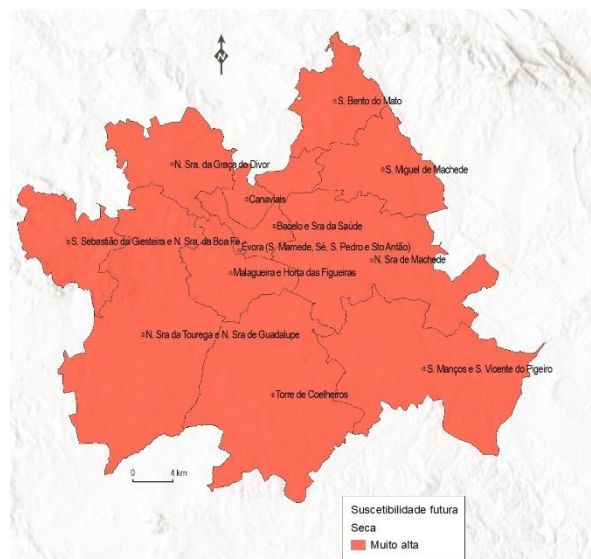 N
S. Bento do Mato
N. Sra. da Graça do Divor
S. Miguel de Machede
Canaviais
Bacelo e Sra da Saúde
S. Sebastião da Giesteira e N. Sra. da Boa Fé
Évora (S. Mamede, Sé, S. Pedro e Sto Antão)
N. Sra de Machede
Malagueira e Horta das Figueiras
N. Sra da Tourega e N. Sra de Guadalupe
S. Manços e S. Vicente do Pigeiro
Torre de Coelheiros
0 4 km
Suscetibilidade futura
Seca
Muito alta